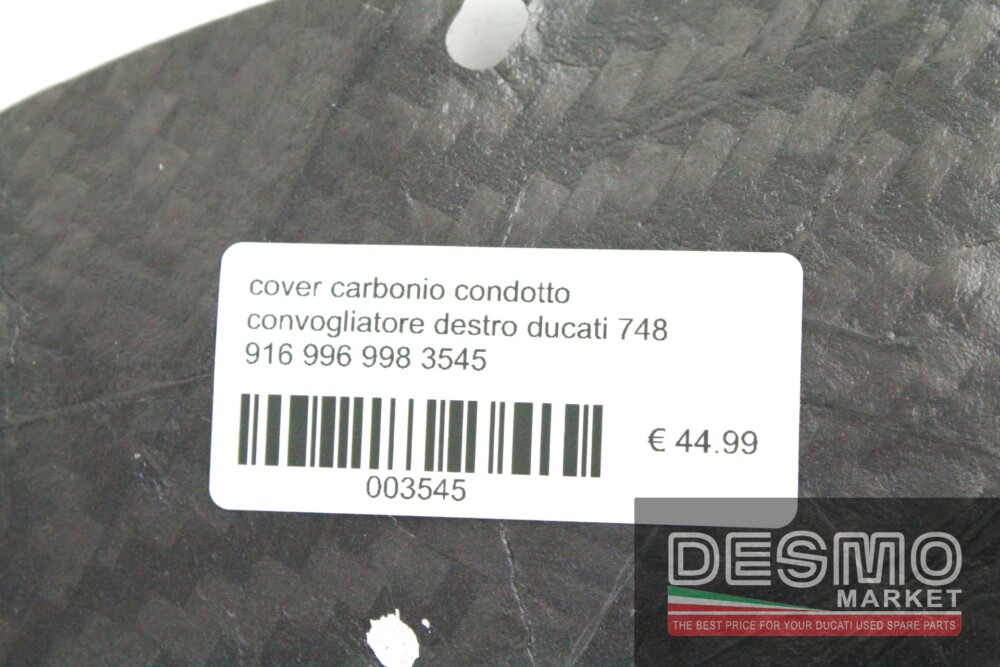 cover carbonio condotto
convogliatore destro ducati 748
916 996 998 3545
€ 44.99
003545
DESMO
MARKET
THE BEST PRICE FOR YOUR DUCATI USED SPARE PARTS